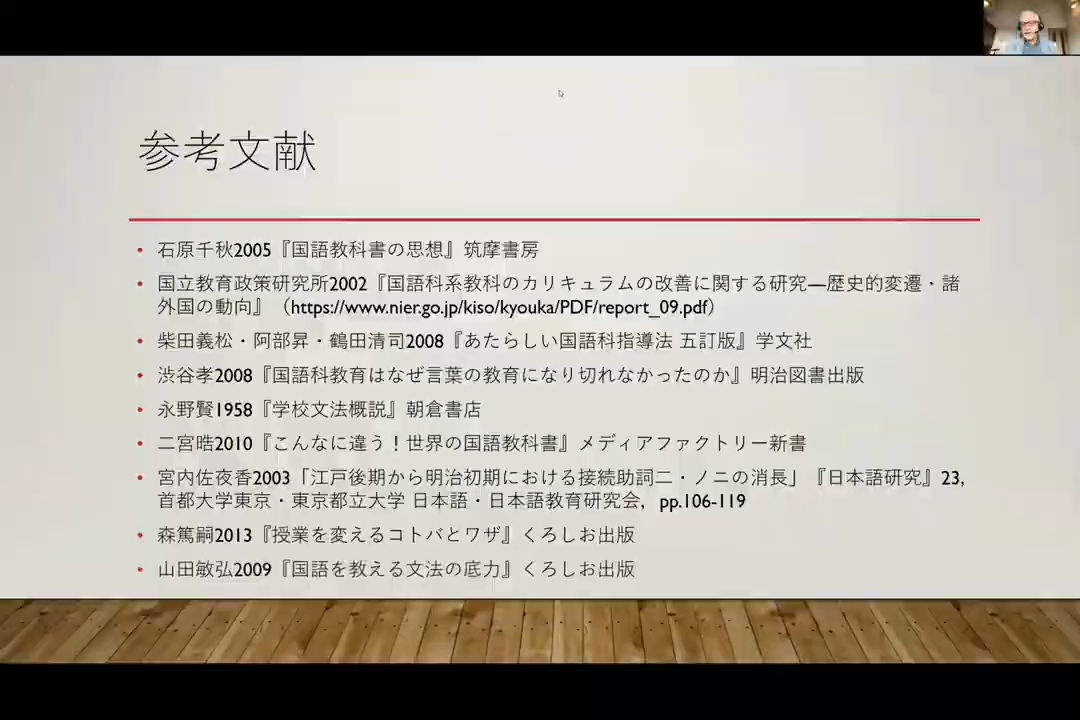 参考文献
• 石原千秋2005『国語教科書の思想』筑摩書房
• 国立教育政策研究所2002『国語科系教科のカリキュラムの改善に関する研究―歴史的変遷・諸
外国の動向』（https://www.nier.go.jp/kiso/kyouka/PDF/report_09.pdf）
• 柴田義松・阿部昇・鶴田清司2008『あたらしい国語科指導法 五訂版』学文社
• 渋谷孝2008『国語科教育はなぜ言葉の教育になり切れなかったのか』明治図書出版
• 永野賢1958『学校文法概説』朝倉書店
• 二宮晧2010『こんなに違う！世界の国語教科書』メディアファクトリー新書
• 宮内佐夜香2003「江戸後期から明治初期における接続助詞ニ・ノニの消長」『日本語研究』23,
首都大学東京・東京都立大学 日本語・日本語教育研究会，pp.106-119
• 森篤嗣2013『授業を変えるコトバとワザ』くろしお出版
• 山田敏弘2009『国語を教える文法の底力』くろしお出版